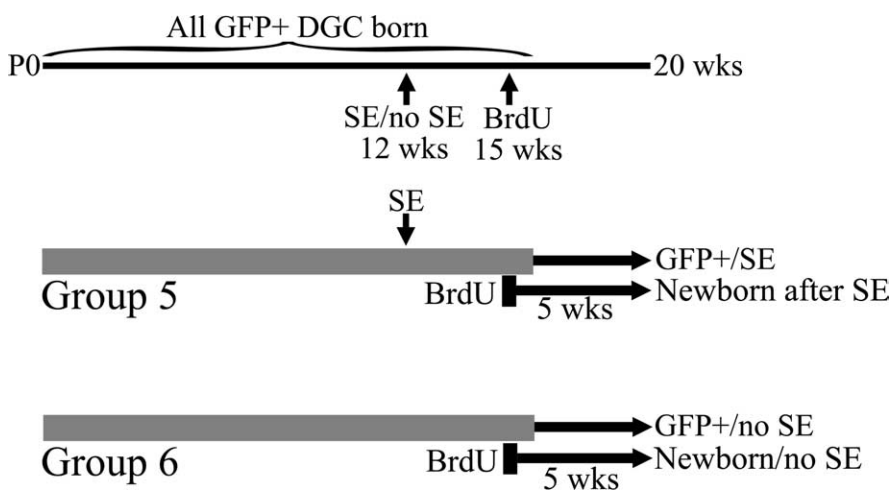 All GFP+ DGC born
P0 20 wks
SE/no SE BrdU
12 wks 15 wks
SE
GFP+/SE
Group 5 BrdU Newborn after SE
5 wks
GFP+/no SE
Group 6 BrdU Newborn/no SE
5 wks